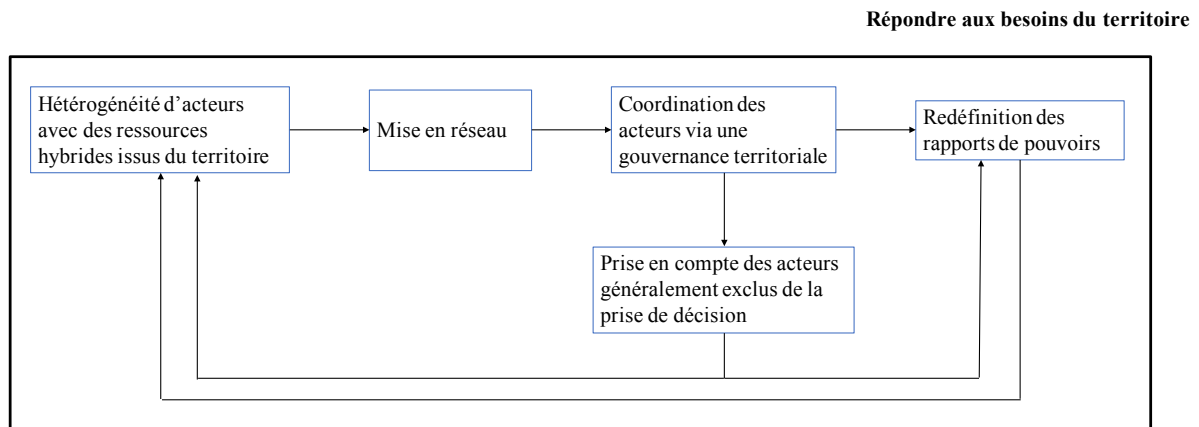 Répondre aux besoins du territoire
Hétérogénéité d'acteurs
avec des ressources
hybrides issus du territoire
Mise en réseau
Coordination des
acteurs via une
gouvernance territoriale
Redéfinition des
rapports de pouvoirs
Prise en compte des acteurs
généralement exclus de la
prise de décision